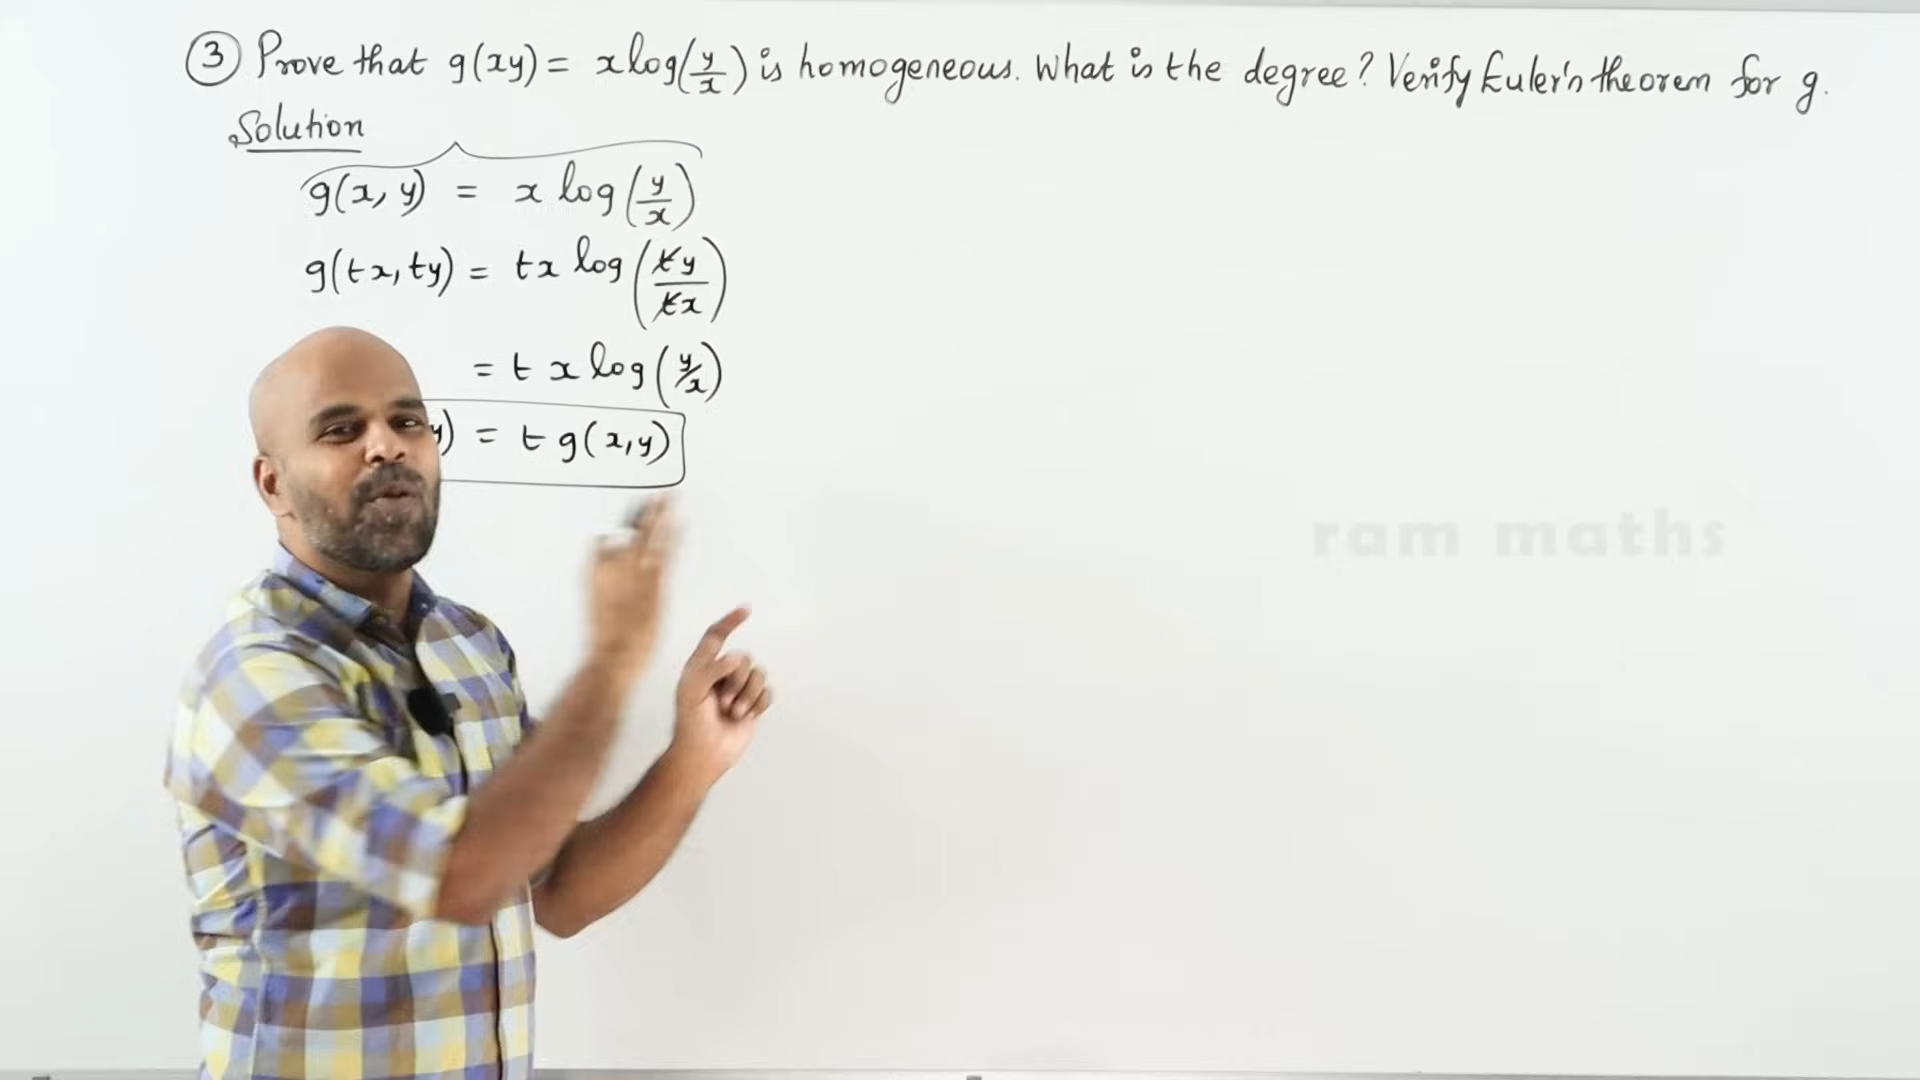 ③ Prove that g(xy) = x log(y/x) is homogeneous. What is the degree? Verify Euler's theorem for g.
Solution
g(x, y) = x log(y/x)
g(tx, ty) = tx log(ty/tx)
= t x log(y/x)
y) = t g(x,y)
ram maths